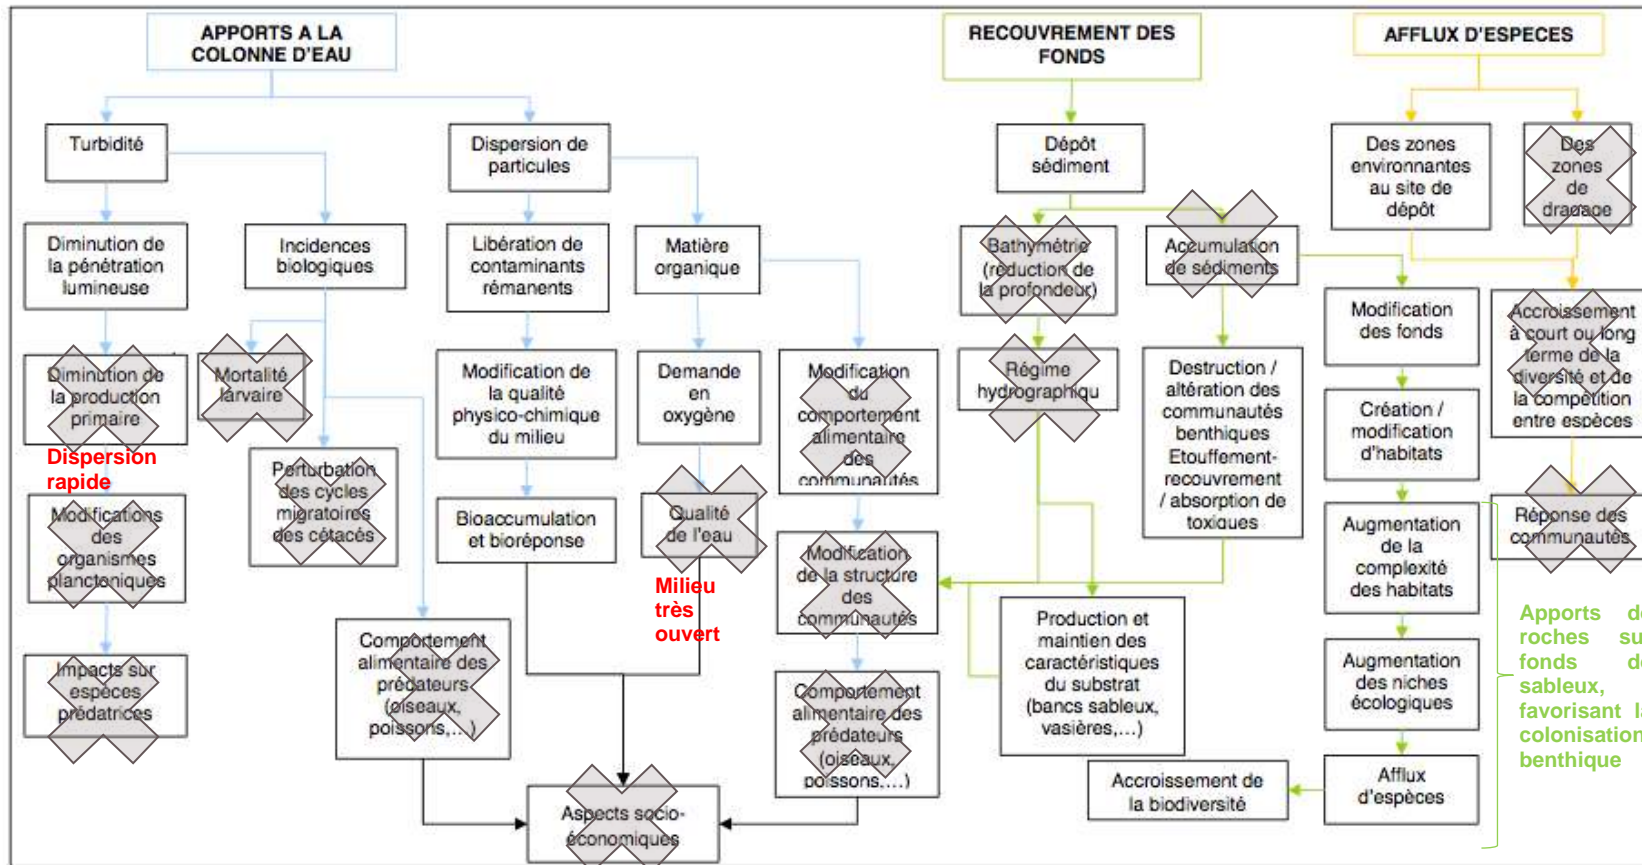 APPORTS A LA
COLONNE D'EAU
RECOUVREMENT DES
FONDS
AFFLUX D'ESPECES
Turbidité
Dispersion de
particules
Dépôt
sédiment
Des zones
environnantes
au site de
dépôt
Des
zones
de
dragage
Diminution de
la pénétration
lumineuse
Incidences
biologiques
Libération de
contaminants
rémanents
Matière
organique
Bathymétrie
(réduction de
la profondeur)
Accumulation
de sédiments
Modification
des fonds
Accroissement
à court ou long
terme de la
diversité et de
la compétition
entre espèces
Diminution de
la production
primaire
Mortalité
larvaire
Modification de
la qualité
physico-chimique
du milieu
Demande
en
oxygène
Modification
du
comportement
alimentaire
des
communautés
Régime
hydrographiqu
Destruction /
altération des
communautés
benthiques
Etouffement-
recouvrement
/ absorption de
toxiques
Création /
modification
d'habitats
Dispersion
rapide
Perturbation
des cycles
migratoires
des cétacés
Modifications
des
organismes
planctoniques
Bioaccumulation
et bioréponse
Qualité
de l'eau
Milieu
très
ouvert
Modification
de la structure
des
communautés
Augmentation
de la
complexité
des habitats
Réponse des
communautés
Impacts sur
espèces
prédatrices
Comportement
alimentaire des
prédateurs
(oiseaux,
poissons,...)
Comportement
alimentaire des
prédateurs
(oiseaux,
poissons,...)
Production et
maintien des
caractéristiques
du substrat
(bancs sableux,
vasières,...)
Augmentation
des niches
écologiques
Apports de
roches su
fonds de
sableux,
favorisant la
colonisation
benthique
Aspects socio-
économiques
Accroissement de
la biodiversité
Afflux
d'espèces